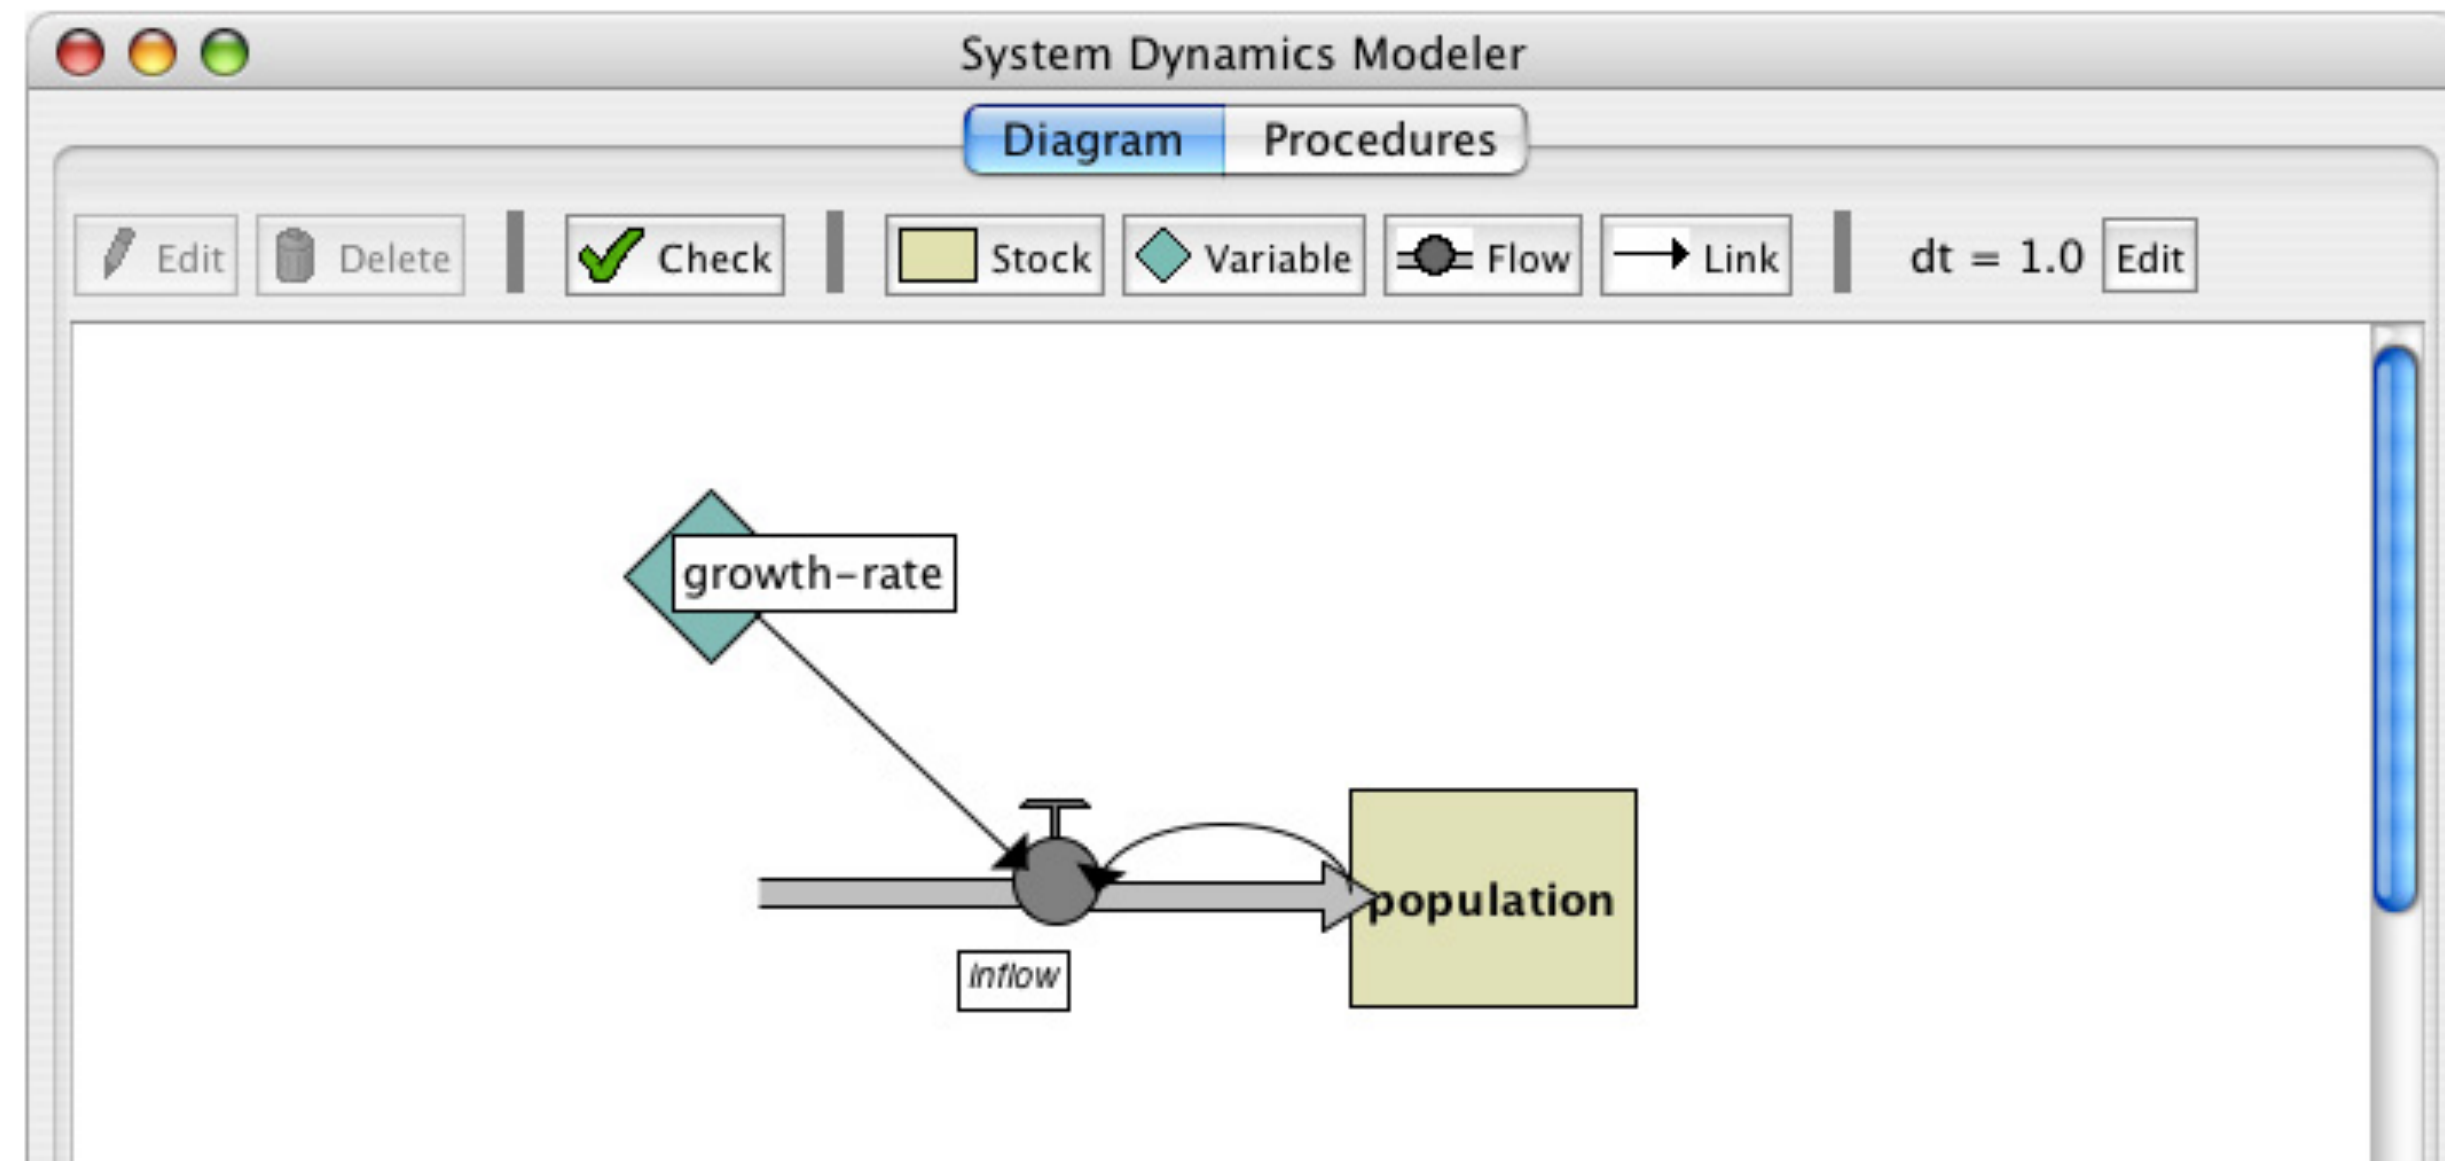 System Dynamics Modeler
Diagram Procedures
Edit Delete Check Stock Variable Flow Link dt = 1.0 Edit
growth-rate
population
inflow